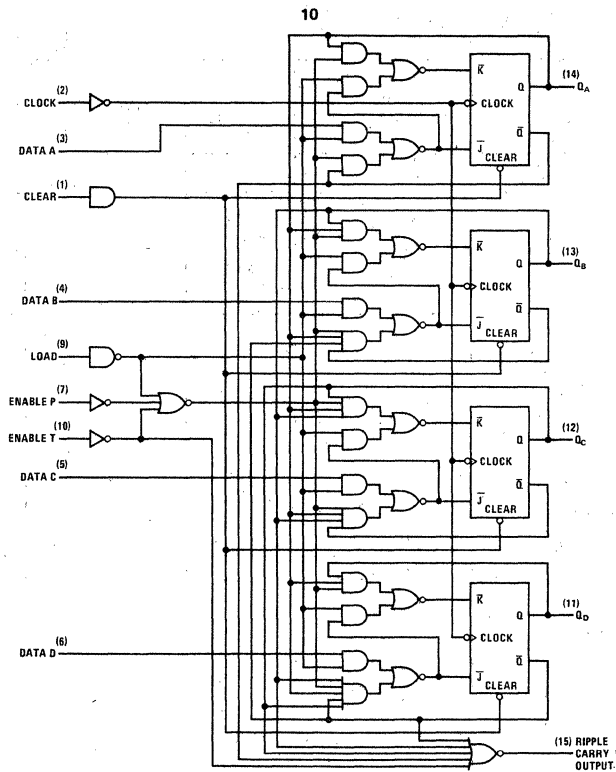 10
(2)
CLOCK
(3)
DATA A
(1)
CLEAR
K̅
Q
(14)
QA
CLOCK
Q̅
J̅
CLEAR
(4)
DATA B
K̅
Q
(13)
QB
CLOCK
Q̅
J̅
CLEAR
(9)
LOAD
(7)
ENABLE P
(10)
ENABLE T
(5)
DATA C
K̅
Q
(12)
QC
CLOCK
Q̅
J̅
CLEAR
(6)
DATA D
K̅
Q
(11)
QD
CLOCK
Q̅
J̅
CLEAR
(15) RIPPLE
CARRY
OUTPUT